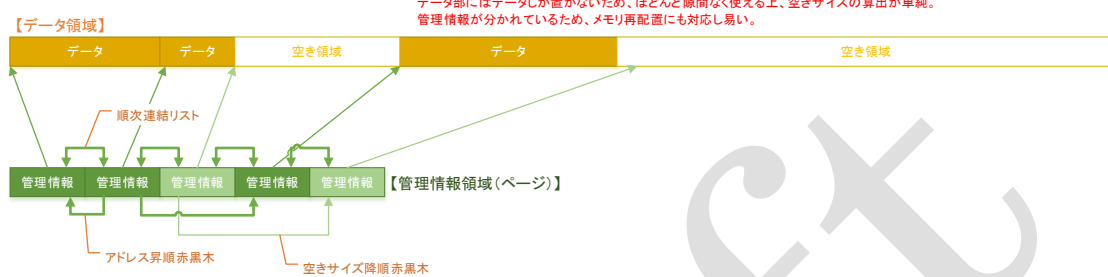 データ部にはデータしか置かないため、ほとんど隙間なく使える上、空きサイズの算出が単純。
管理情報が分かれているため、メモリ再配置にも対応し易い。
【データ領域】
データ データ 空き領域 データ 空き領域
順次連結リスト
管理情報 管理情報 管理情報 管理情報 管理情報 【管理情報領域(ページ)】
アドレス昇順赤黒木
空きサイズ降順赤黒木
ft